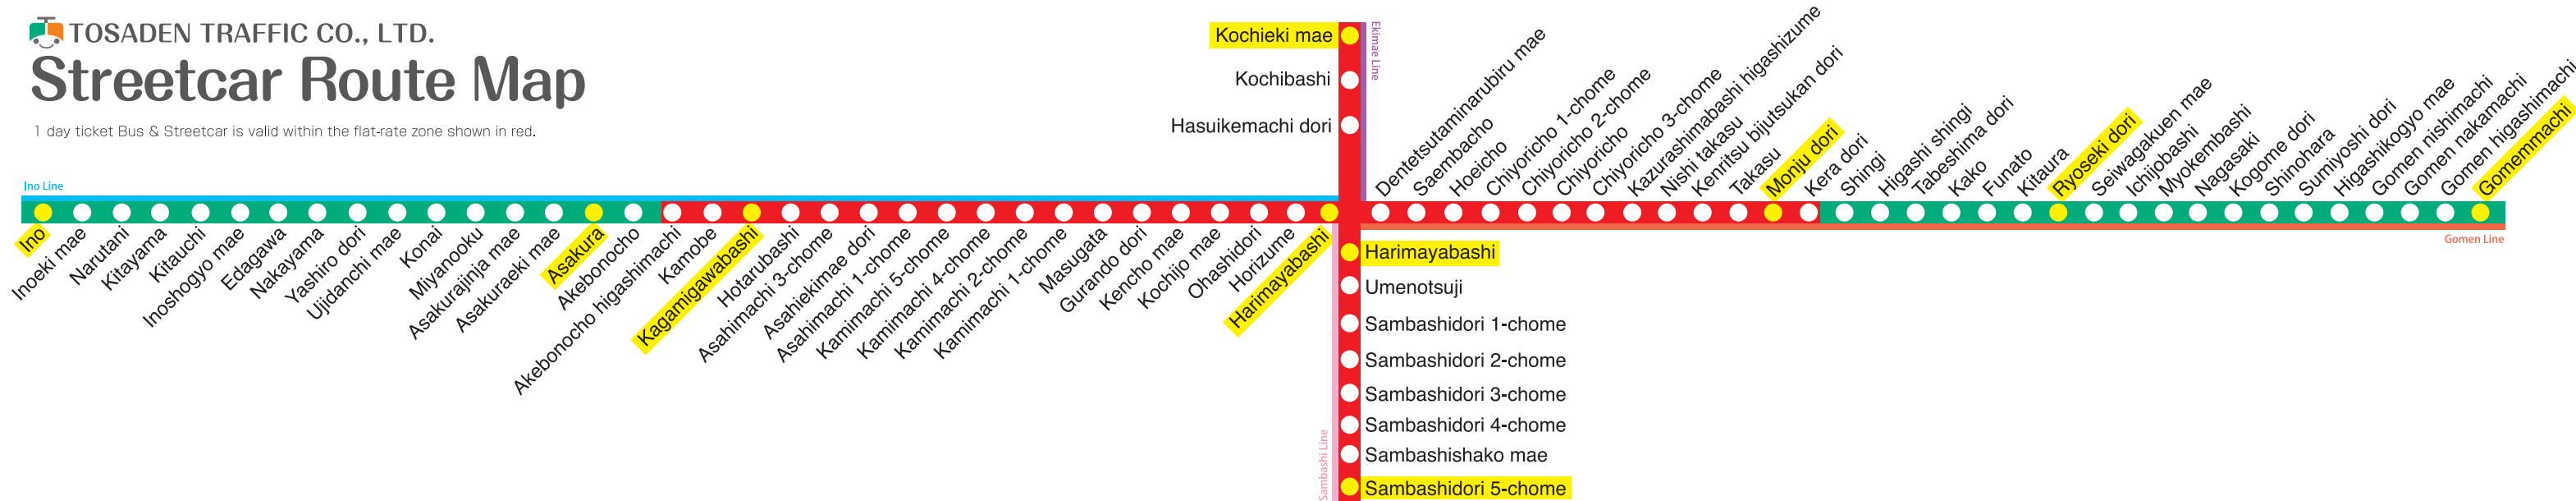 TOSADEN TRAFFIC CO., LTD.
Streetcar Route Map
1 day ticket Bus & Streetcar is valid within the flat-rate zone shown in red.
Kochieki mae
Kochibashi
Hasuikemachi dori
Ekimae Line
Ino Line
Ino
Inoeki mae
Narutani
Kitayama
Kitauchi
Inoshogyo mae
Edagawa
Nakayama
Yashiro dori
Ujidanchi mae
Konai
Miyanooku
Asakurajinja mae
Asakuraeki mae
Asakura
Akebonocho
Akebonocho higashimachi
Kamobe
Kagamigawabashi
Hotarubashi
Asahimachi 3-chome
Asahiekimae dori
Asahimachi 1-chome
Kamimachi 5-chome
Kamimachi 4-chome
Kamimachi 2-chome
Kamimachi 1-chome
Masugata
Gurando dori
Kencho mae
Kochijo mae
Ohashidori
Horizume
Harimayabashi
Dentetsutaminarubiru mae
Saembacho
Hoeicho
Chiyoricho 1-chome
Chiyoricho 2-chome
Chiyoricho
Chiyoricho 3-chome
Kazurashimabashi higashizume
Nishi takasu
Kenritsu bijutsukan dori
Takasu
Monju dori
Kera dori
Shingi
Higashi shingi
Tabeshima dori
Kako
Funato
Kitaura
Ryoseki dori
Seiwagakuen mae
Ichijobashi
Myokembashi
Nagasaki
Kogome dori
Shinohara
Sumiyoshi dori
Higashikogyo mae
Gomen nishimachi
Gomen nakamachi
Gomen higashimachi
Gomemmachi
Gomen Line
Harimayabashi
Umenotsuji
Sambashidori 1-chome
Sambashidori 2-chome
Sambashidori 3-chome
Sambashidori 4-chome
Sambashishako mae
Sambashidori 5-chome
Sambashi Line